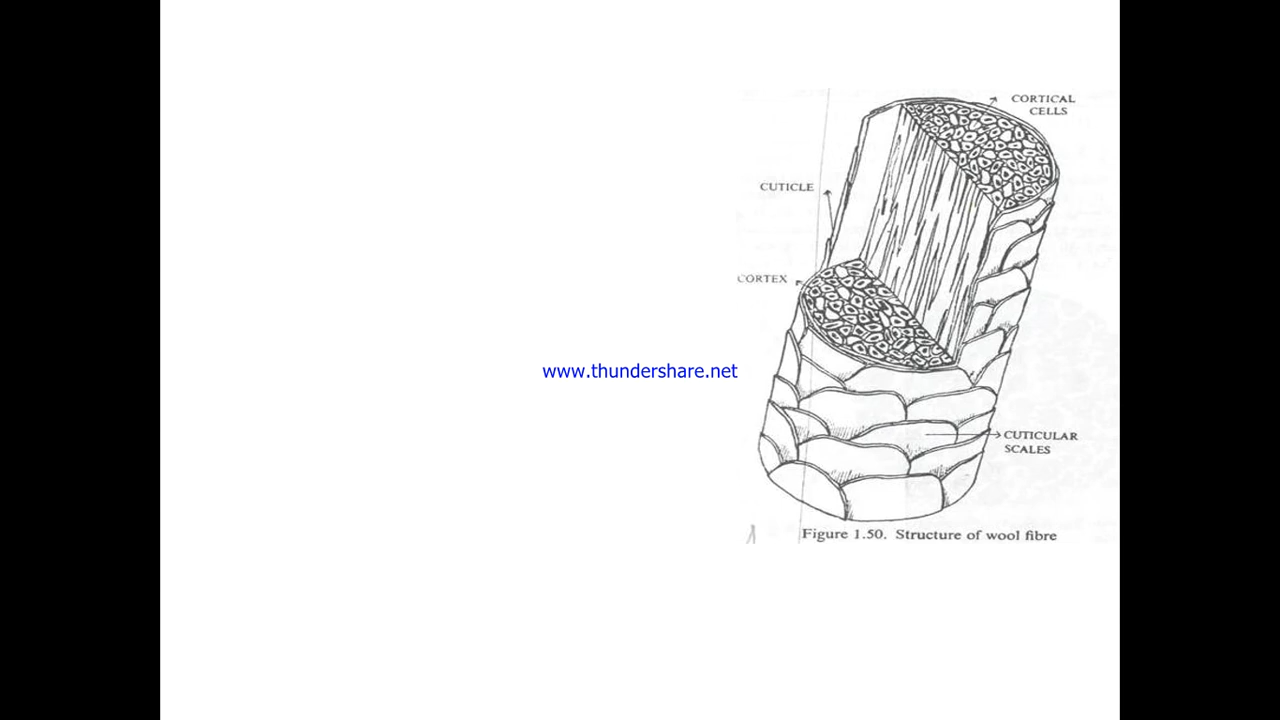 CORTICAL
CELLS
CUTICLE
CORTEX
www.thundershare.net
CUTICULAR
SCALES
Figure 1.50. Structure of wool fibre